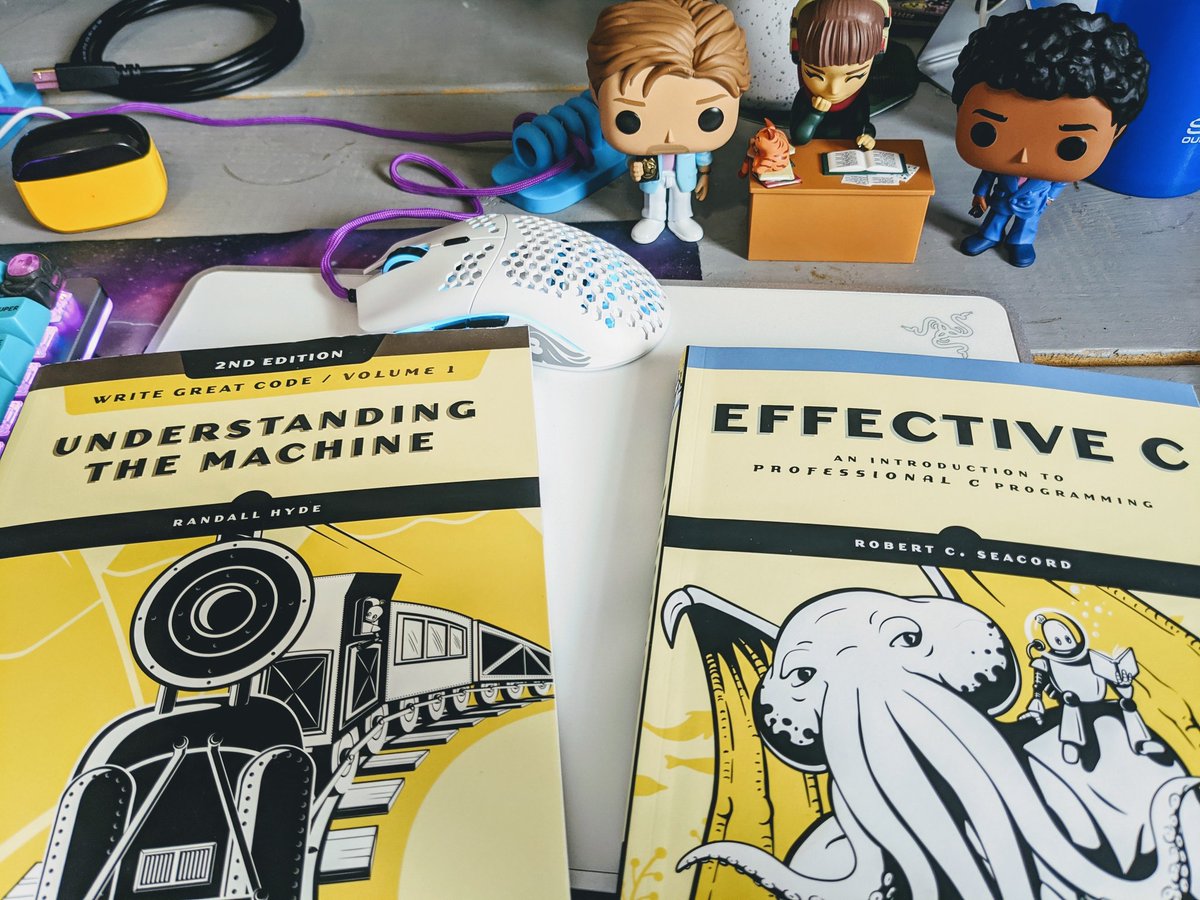 SUPER
2ND EDITION
WRITE GREAT CODE / VOLUME 1
UNDERSTANDING
THE MACHINE
RANDALL HYDE
EFFECTIVE C
AN INTRODUCTION TO
PROFESSIONAL C PROGRAMMING
ROBERT C. SEACORD